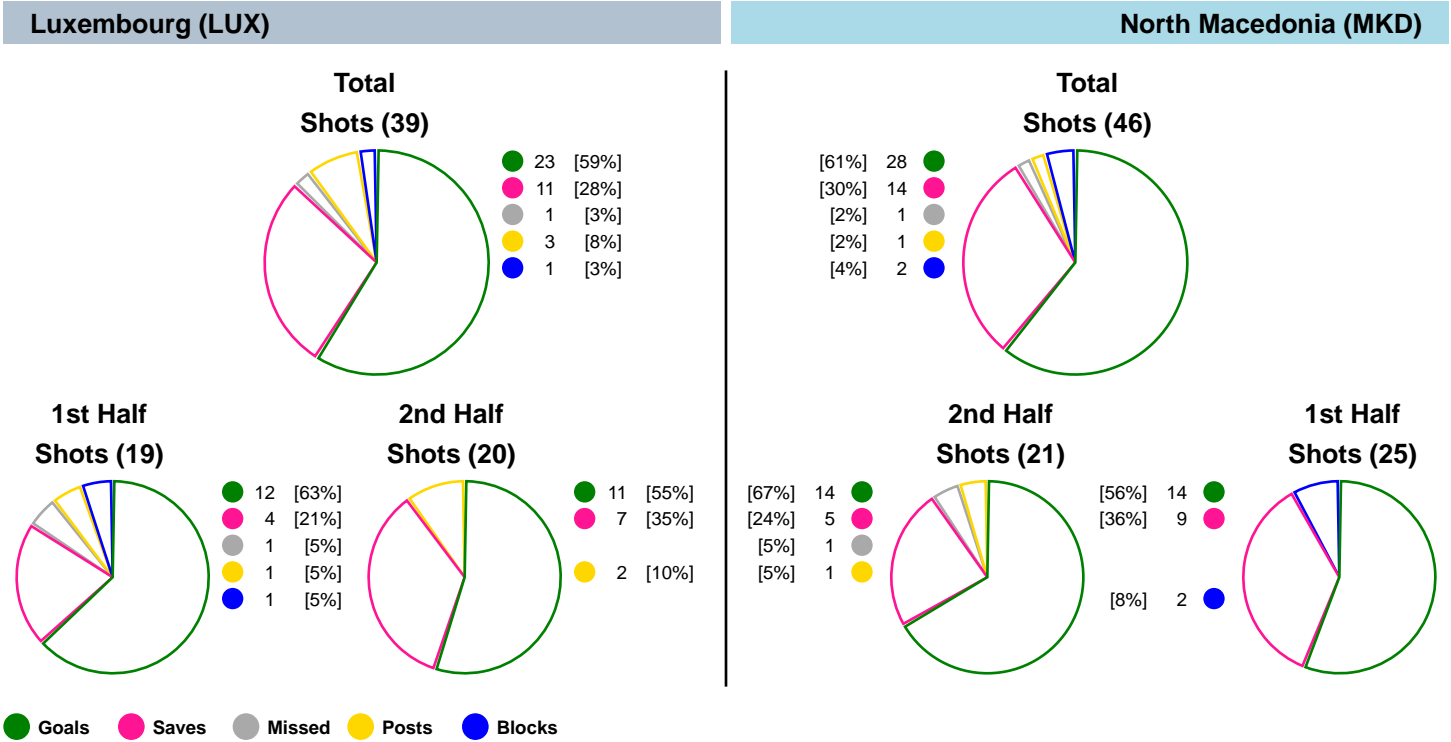 Luxembourg (LUX)
North Macedonia (MKD)
Total
Shots (39)
23 [59%]
11 [28%]
1 [3%]
3 [8%]
1 [3%]
Total
Shots (46)
[61%] 28
[30%] 14
[2%] 1
[2%] 1
[4%] 2
1st Half
Shots (19)
12 [63%]
4 [21%]
1 [5%]
1 [5%]
1 [5%]
2nd Half
Shots (20)
11 [55%]
7 [35%]
2 [10%]
2nd Half
Shots (21)
[67%] 14
[24%] 5
[5%] 1
[5%] 1
1st Half
Shots (25)
[56%] 14
[36%] 9
[8%] 2
Goals Saves Missed Posts Blocks